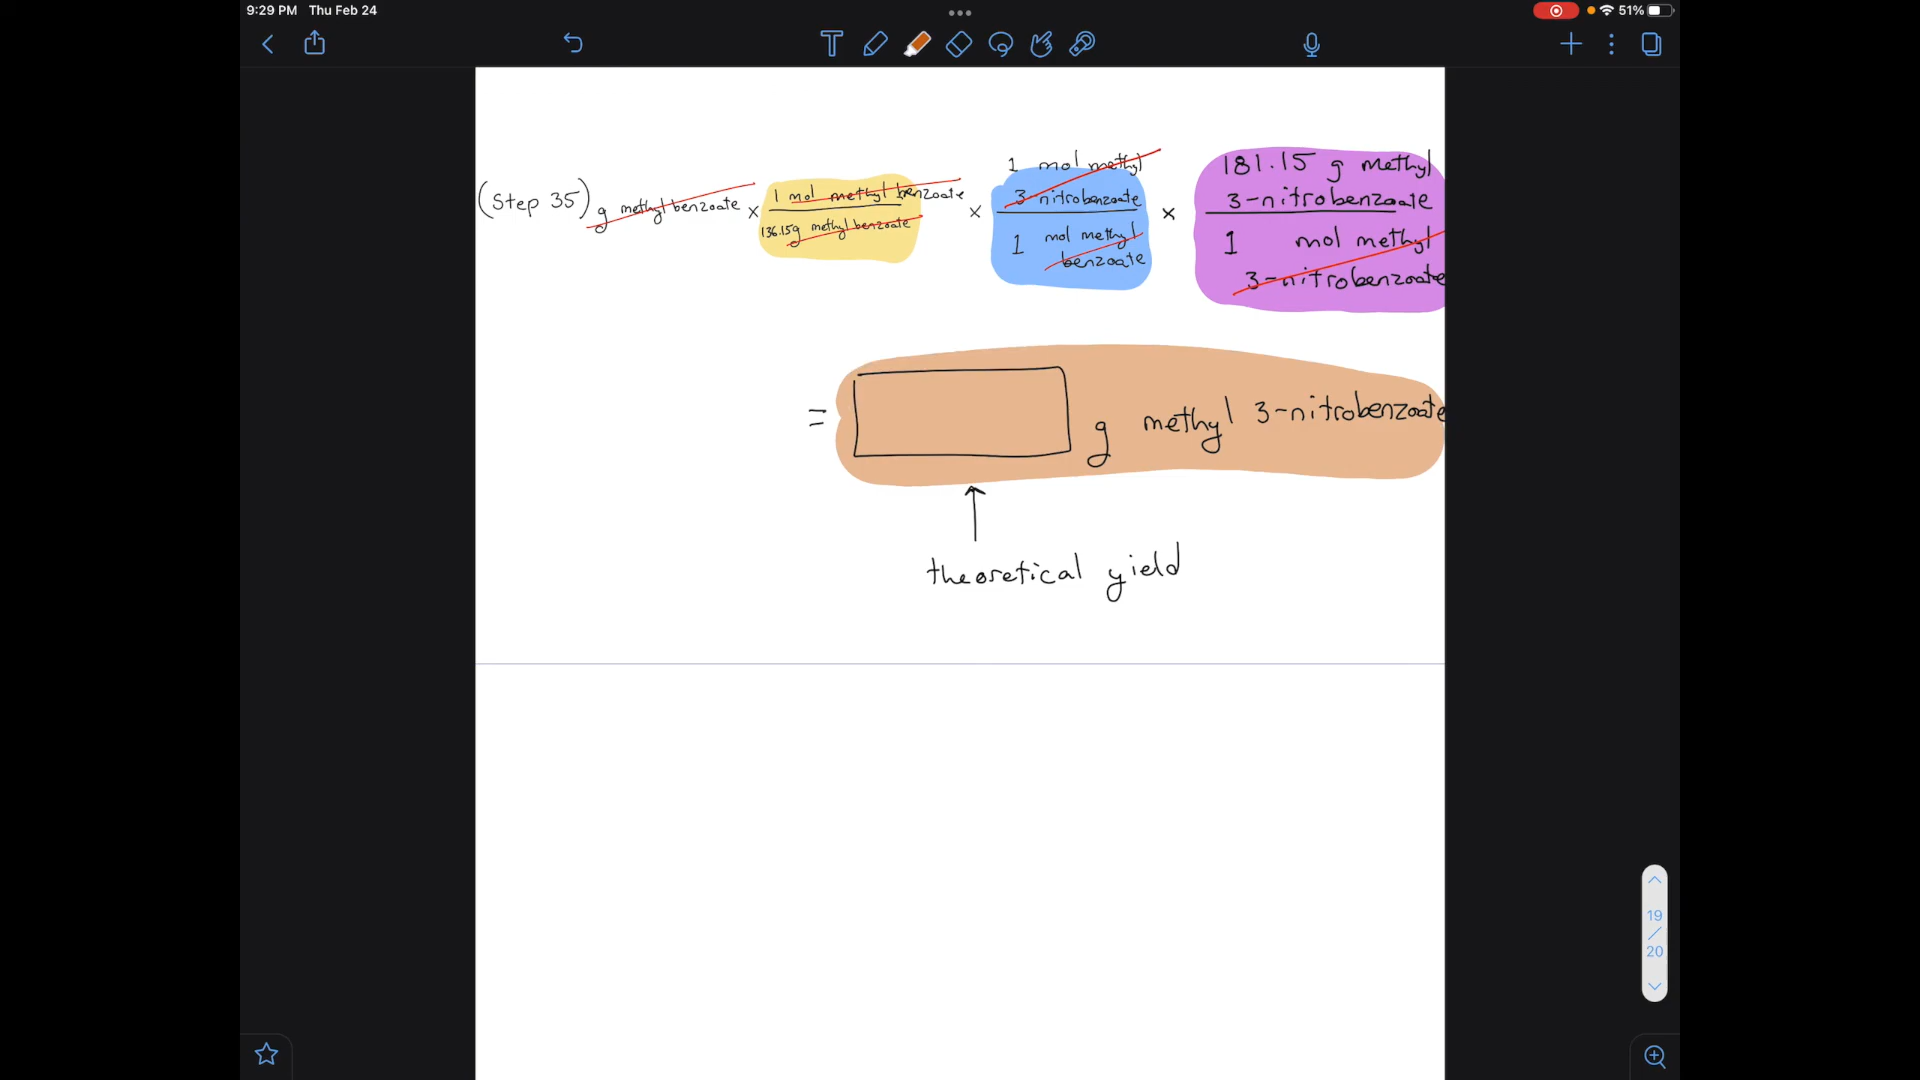 9:29 PM Thu Feb 24
51%
(Step 35) g methyl benzoate × 1 mol methyl benzoate
136.15g methyl benzoate
× 1 mol methyl
3-nitrobenzoate
1 mol methyl
benzoate
× 181.15 g methyl
3-nitrobenzoate
1 mol methyl
3-nitrobenzoate
= g methyl 3-nitrobenzoate
theoretical yield
19
/
20